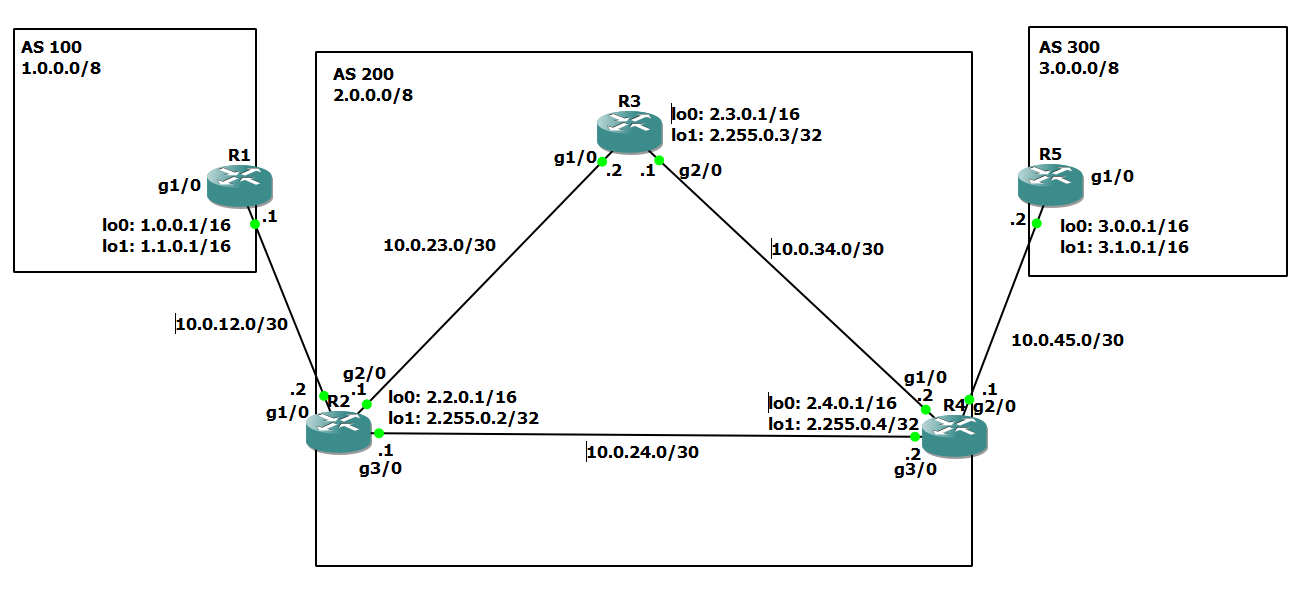 AS 100
1.0.0.0/8
R1
g1/0
.1
lo0: 1.0.0.1/16
lo1: 1.1.0.1/16
10.0.12.0/30
AS 200
2.0.0.0/8
R3
lo0: 2.3.0.1/16
lo1: 2.255.0.3/32
g1/0
.2
.1
g2/0
10.0.23.0/30
10.0.34.0/30
g2/0
.2
.1
g1/0
R2
lo0: 2.2.0.1/16
lo1: 2.255.0.2/32
.1
g3/0
10.0.24.0/30
g1/0
.2
lo0: 2.4.0.1/16
lo1: 2.255.0.4/32
R4
.1
g2/0
.2
g3/0
AS 300
3.0.0.0/8
R5
g1/0
.2
lo0: 3.0.0.1/16
lo1: 3.1.0.1/16
10.0.45.0/30